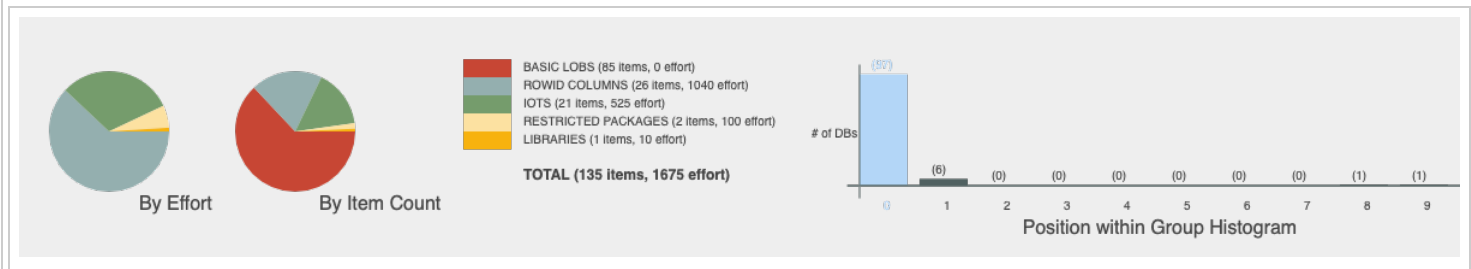 BASIC LOBS (85 items, 0 effort)
ROWID COLUMNS (26 items, 1040 effort)
IOTS (21 items, 525 effort)
RESTRICTED PACKAGES (2 items, 100 effort)
LIBRARIES (1 items, 10 effort)
TOTAL (135 items, 1675 effort)
By Effort
By Item Count
(97)
# of DBs
(6) (0) (0) (0) (0) (0) (0) (1) (1)
0 1 2 3 4 5 6 7 8 9
Position within Group Histogram